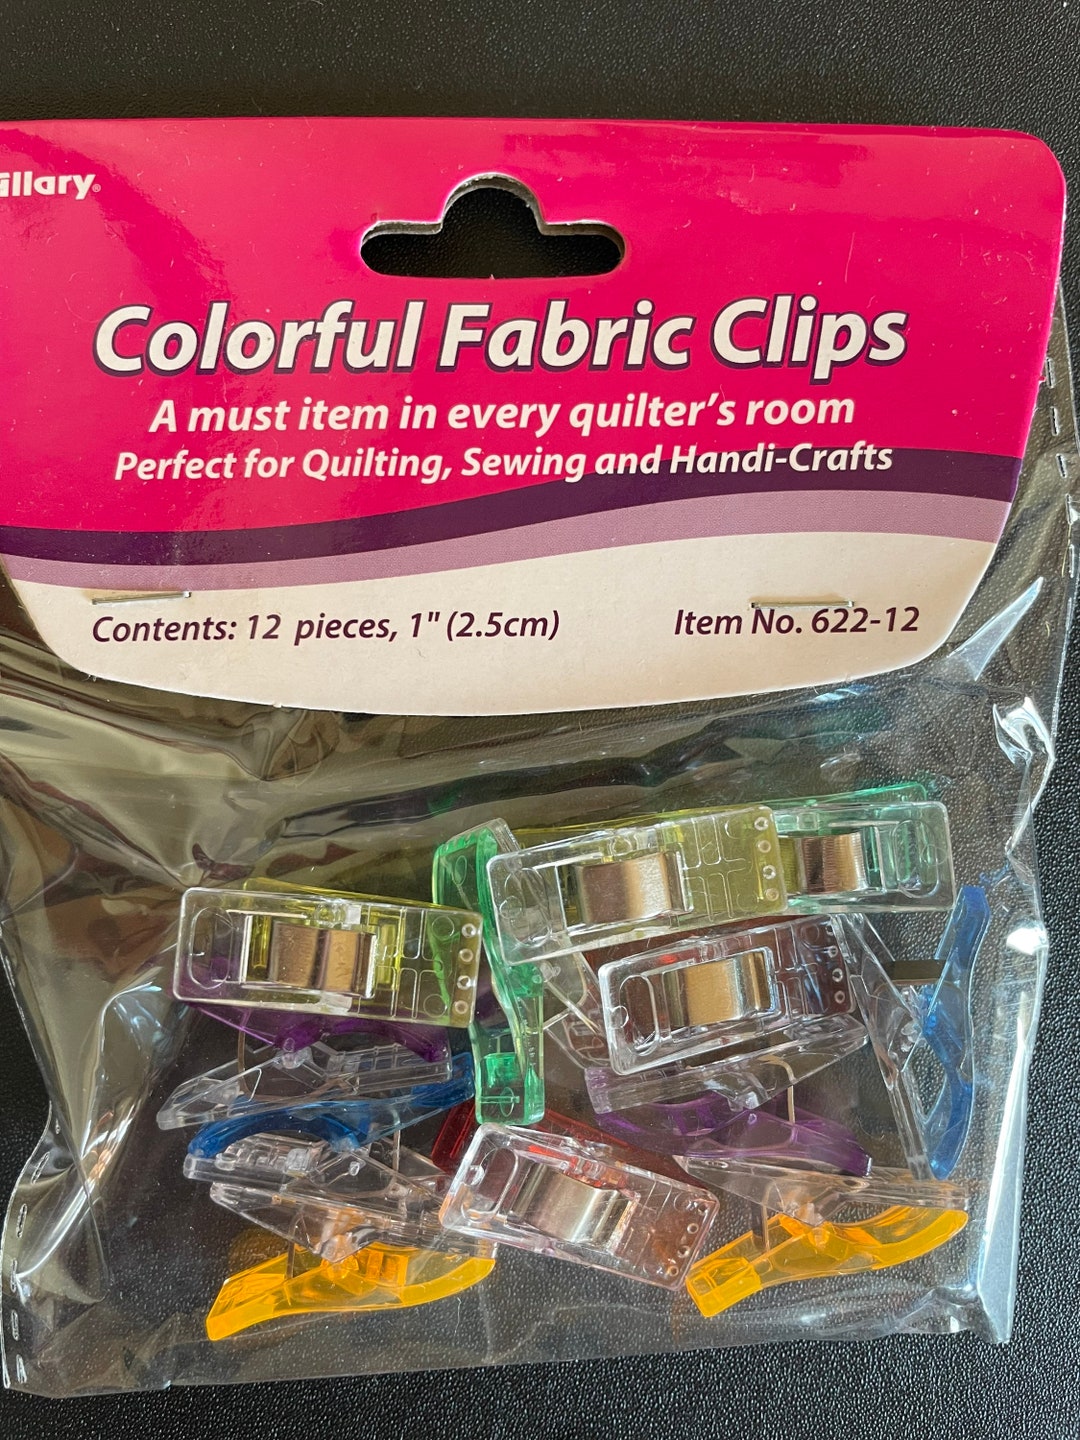 illary®
Colorful Fabric Clips
A must item in every quilter's room
Perfect for Quilting, Sewing and Handi-Crafts
Contents: 12 pieces, 1" (2.5cm)
Item No. 622-12